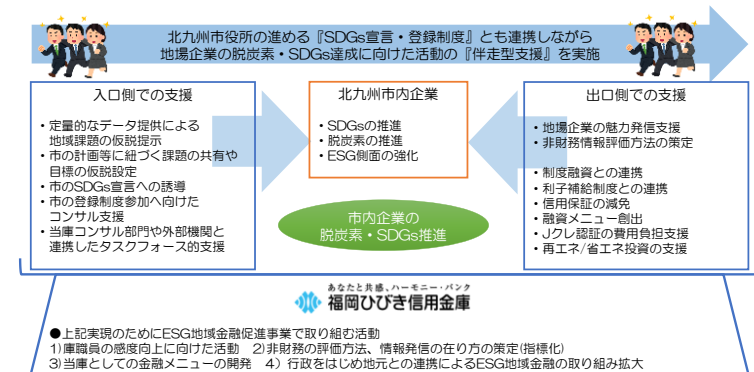 北九州市役所の進める『SDGs宣言・登録制度』とも連携しながら
地場企業の脱炭素・SDGs達成に向けた活動の『伴走型支援』を実施
入口側での支援
・定量的なデータ提供による
地域課題の仮説提示
・市の計画等に紐づく課題の共有や
目標の仮説設定
・市のSDGs宣言への誘導
・市の登録制度参加へ向けた
コンサル支援
・当庫コンサル部門や外部機関と
連携したタスクフォース的支援
北九州市内企業
・SDGsの推進
・脱炭素の推進
・ESG側面の強化
市内企業の
脱炭素・SDGs推進
出口側での支援
・地場企業の魅力発信支援
・非財務情報評価方法の策定
・制度融資との連携
・利子補給制度との連携
・信用保証の減免
・融資メニュー創出
・Jクレ認証の費用負担支援
・再エネ/省エネ投資の支援
あなたと共感、ハーモニー・バンク
福岡ひびき信用金庫
●上記実現のためにESG地域金融促進事業で取り組む活動
1)庫職員の感度向上に向けた活動 2)非財務の評価方法、情報発信の在り方の策定(指標化)
3)当庫としての金融メニューの開発 4）行政をはじめ地元との連携によるESG地域金融の取り組み拡大